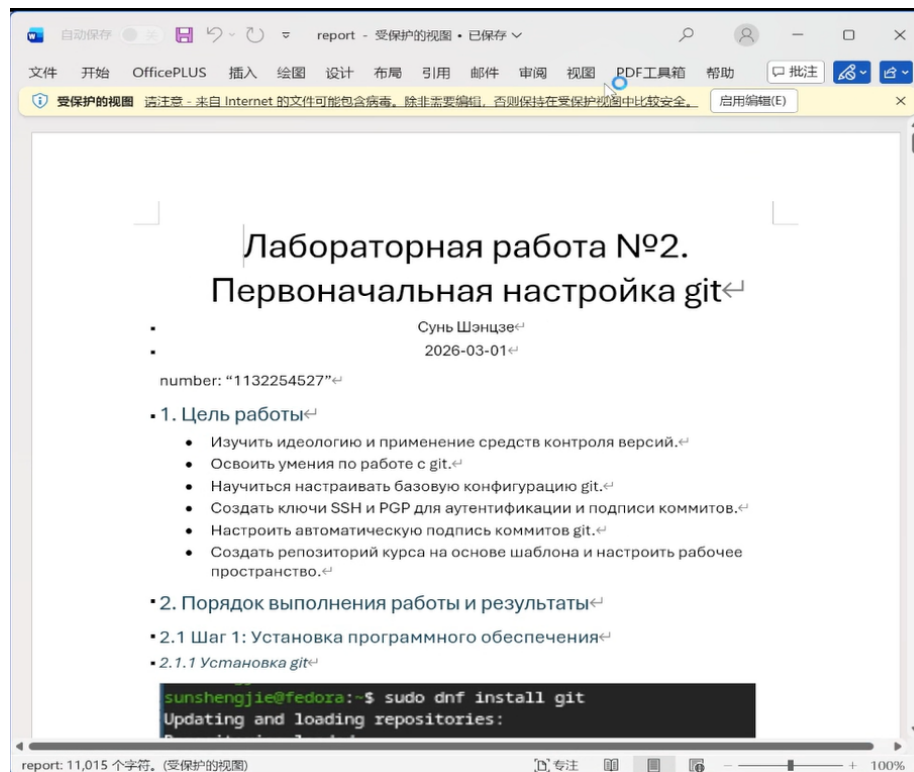 自动保存
report - 受保护的视图 • 已保存
文件 开始 OfficePLUS 插入 绘图 设计 布局 引用 邮件 审阅 视图 PDF工具箱 帮助 批注
受保护的视图 请注意 - 来自 Internet 的文件可能包含病毒。除非需要编辑，否则保持在受保护视图中比较安全。 启用编辑(E)
Лабораторная работа №2.
Первоначальная настройка git
Сунь Шэнцзе
2026-03-01
number: “1132254527”
1. Цель работы
• Изучить идеологию и применение средств контроля версий.
• Освоить умения по работе с git.
• Научиться настраивать базовую конфигурацию git.
• Создать ключи SSH и PGP для аутентификации и подписи коммитов.
• Настроить автоматическую подпись коммитов git.
• Создать репозиторий курса на основе шаблона и настроить рабочее
пространство.
2. Порядок выполнения работы и результаты
2.1 Шаг 1: Установка программного обеспечения
2.1.1 Установка git
sunshengjie@fedora:~$ sudo dnf install git
Updating and loading repositories:
report: 11,015 个字符。(受保护的视图) 专注 100%